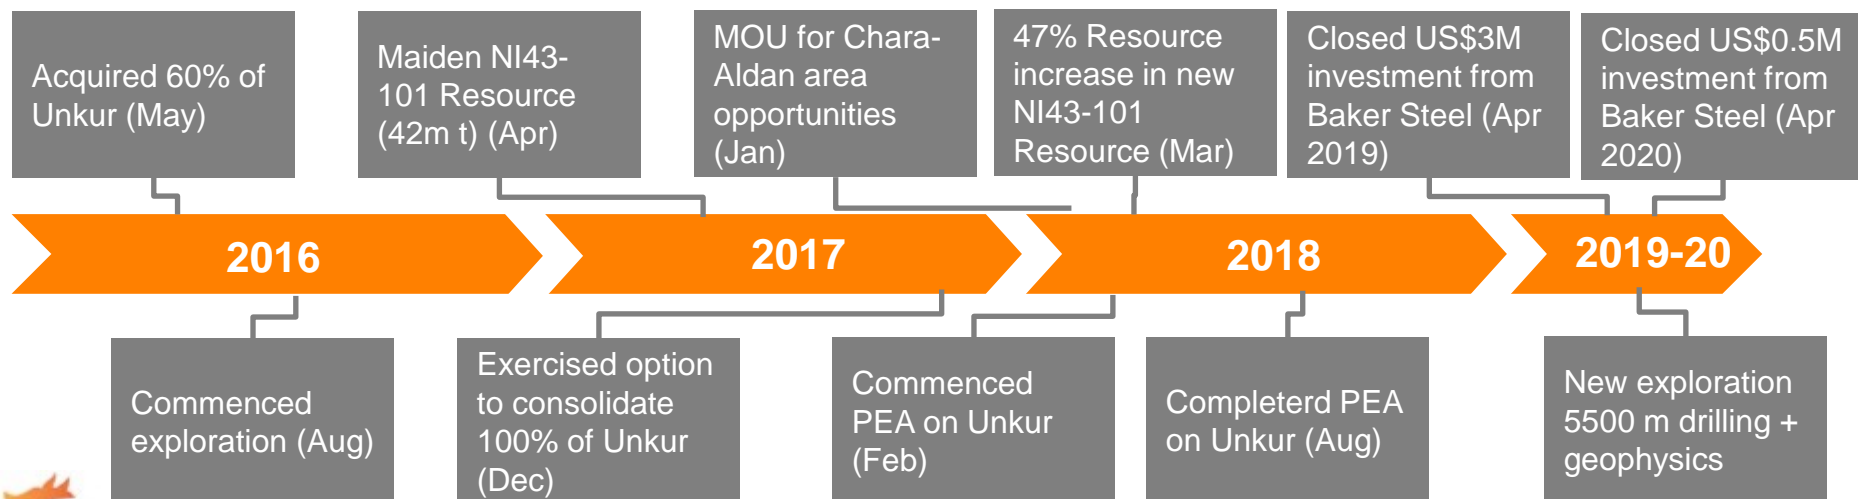 Acquired 60% of
Unkur (May)
Maiden NI43-
101 Resource
(42m t) (Apr)
MOU for Chara-
Aldan area
opportunities
(Jan)
47% Resource
increase in new
NI43-101
Resource (Mar)
Closed US$3M
investment from
Baker Steel (Apr
2019)
Closed US$0.5M
investment from
Baker Steel (Apr
2020)
2016
2017
2018
2019-20
Commenced
exploration (Aug)
Exercised option
to consolidate
100% of Unkur
(Dec)
Commenced
PEA on Unkur
(Feb)
Completerd PEA
on Unkur (Aug)
New exploration
5500 m drilling +
geophysics